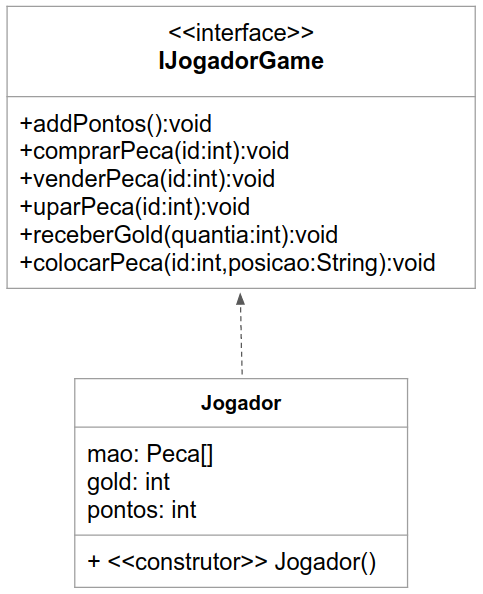 <<interface>>
IJogadorGame
+addPontos():void
+comprarPeca(id:int):void
+venderPeca(id:int):void
+uparPeca(id:int):void
+receberGold(quantia:int):void
+colocarPeca(id:int,posicao:String):void
Jogador
mao: Peca[]
gold: int
pontos: int
+ <<construtor>> Jogador()